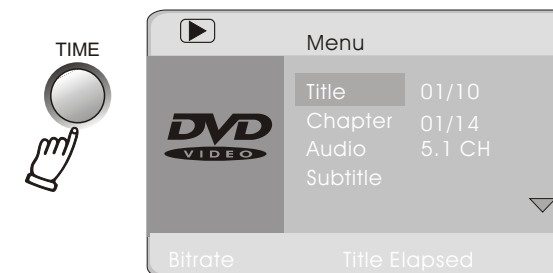 TIME
Menu
Title 01/10
Chapter 01/14
Audio 5.1 CH
Subtitle
DVD
VIDEO
Bitrate Title Elapsed